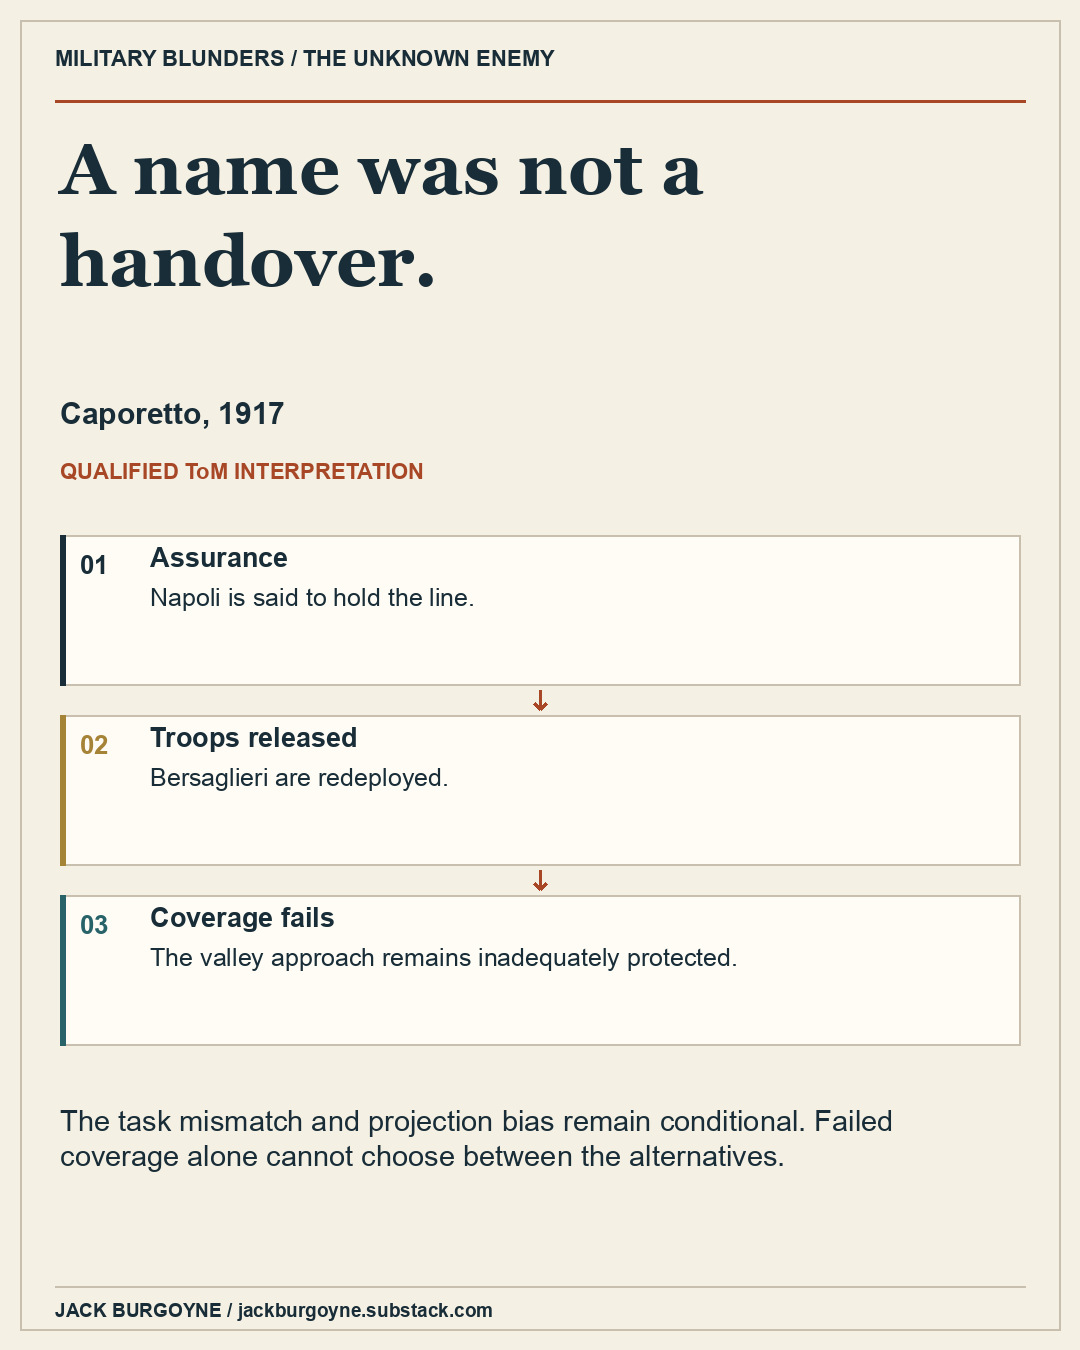 MILITARY BLUNDERS / THE UNKNOWN ENEMY
A name was not a
handover.
Caporetto, 1917
QUALIFIED ToM INTERPRETATION
01
Assurance
Napoli is said to hold the line.
↓
02
Troops released
Bersaglieri are redeployed.
↓
03
Coverage fails
The valley approach remains inadequately protected.
The task mismatch and projection bias remain conditional. Failed
coverage alone cannot choose between the alternatives.
JACK BURGOYNE / jackburgoyne.substack.com